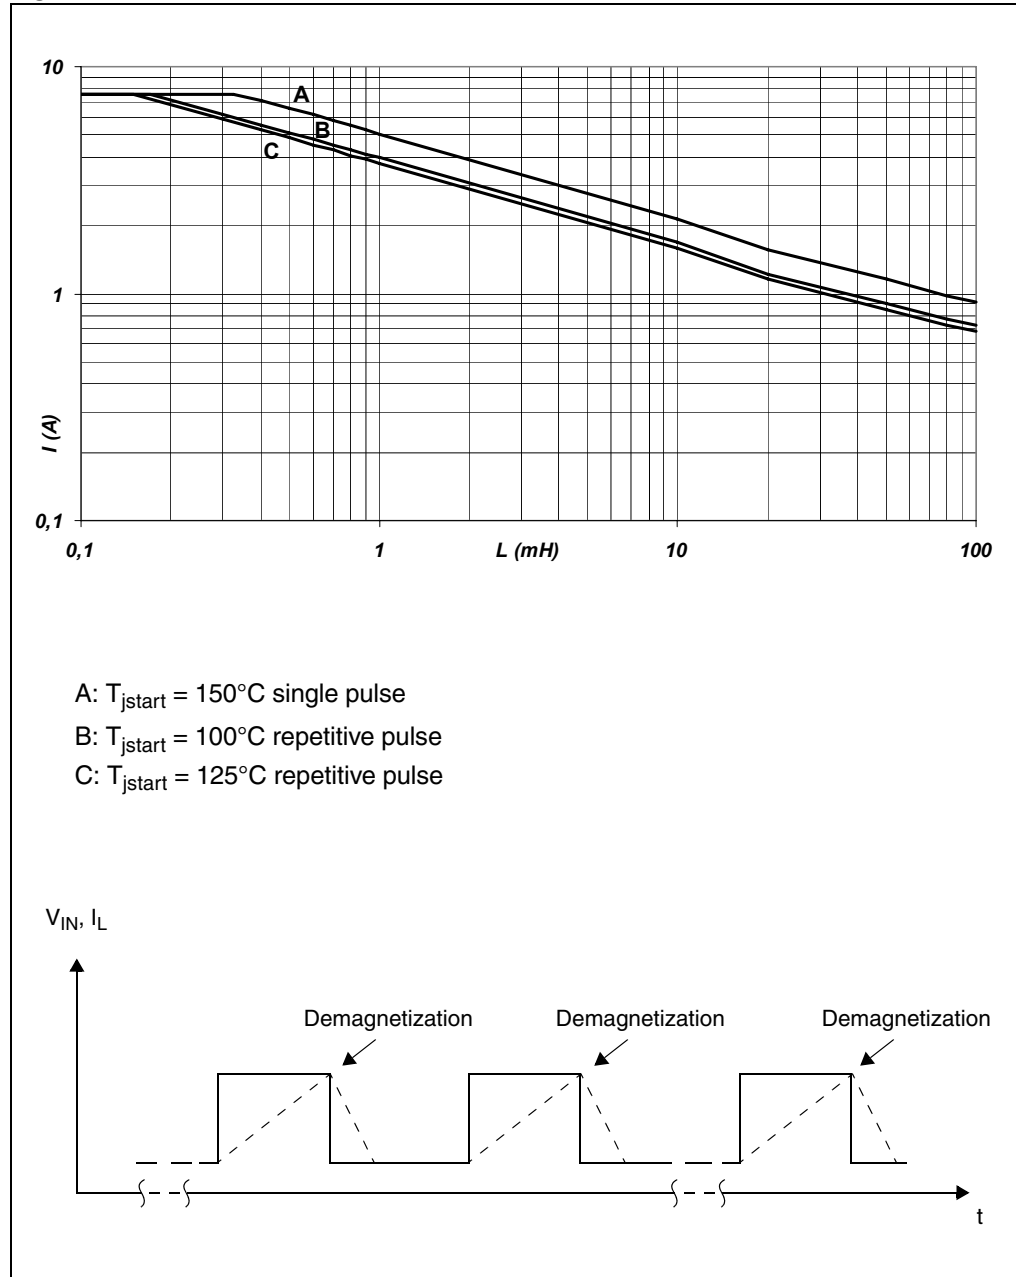 10
A
B
C
1
I (A)
0,1
0,1 1 L (mH) 10 100
A: Tjstart = 150°C single pulse
B: Tjstart = 100°C repetitive pulse
C: Tjstart = 125°C repetitive pulse
VIN, IL
Demagnetization Demagnetization Demagnetization
t